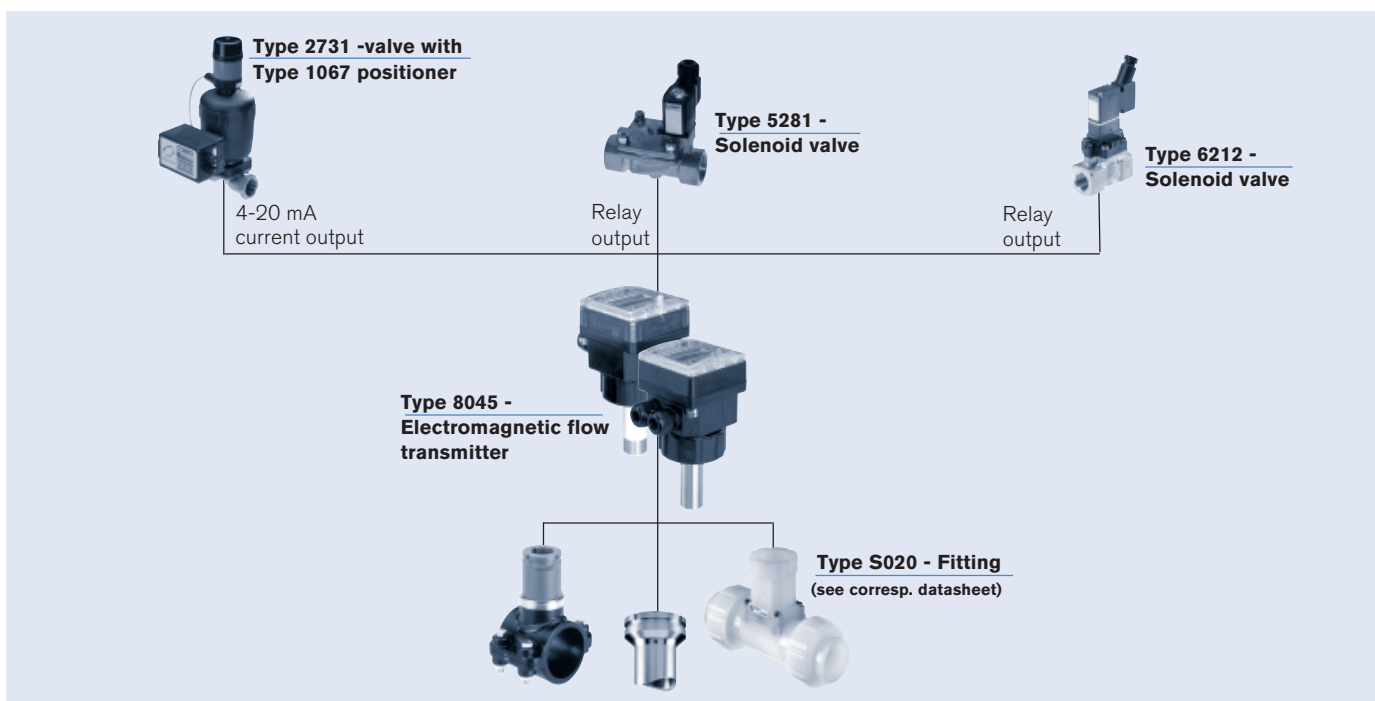 Type 2731 -valve with
Type 1067 positioner
Type 5281 -
Solenoid valve
Type 6212 -
Solenoid valve
4-20 mA
current output
Relay
output
Relay
output
Type 8045 -
Electromagnetic flow
transmitter
Type S020 - Fitting
(see corresp. datasheet)